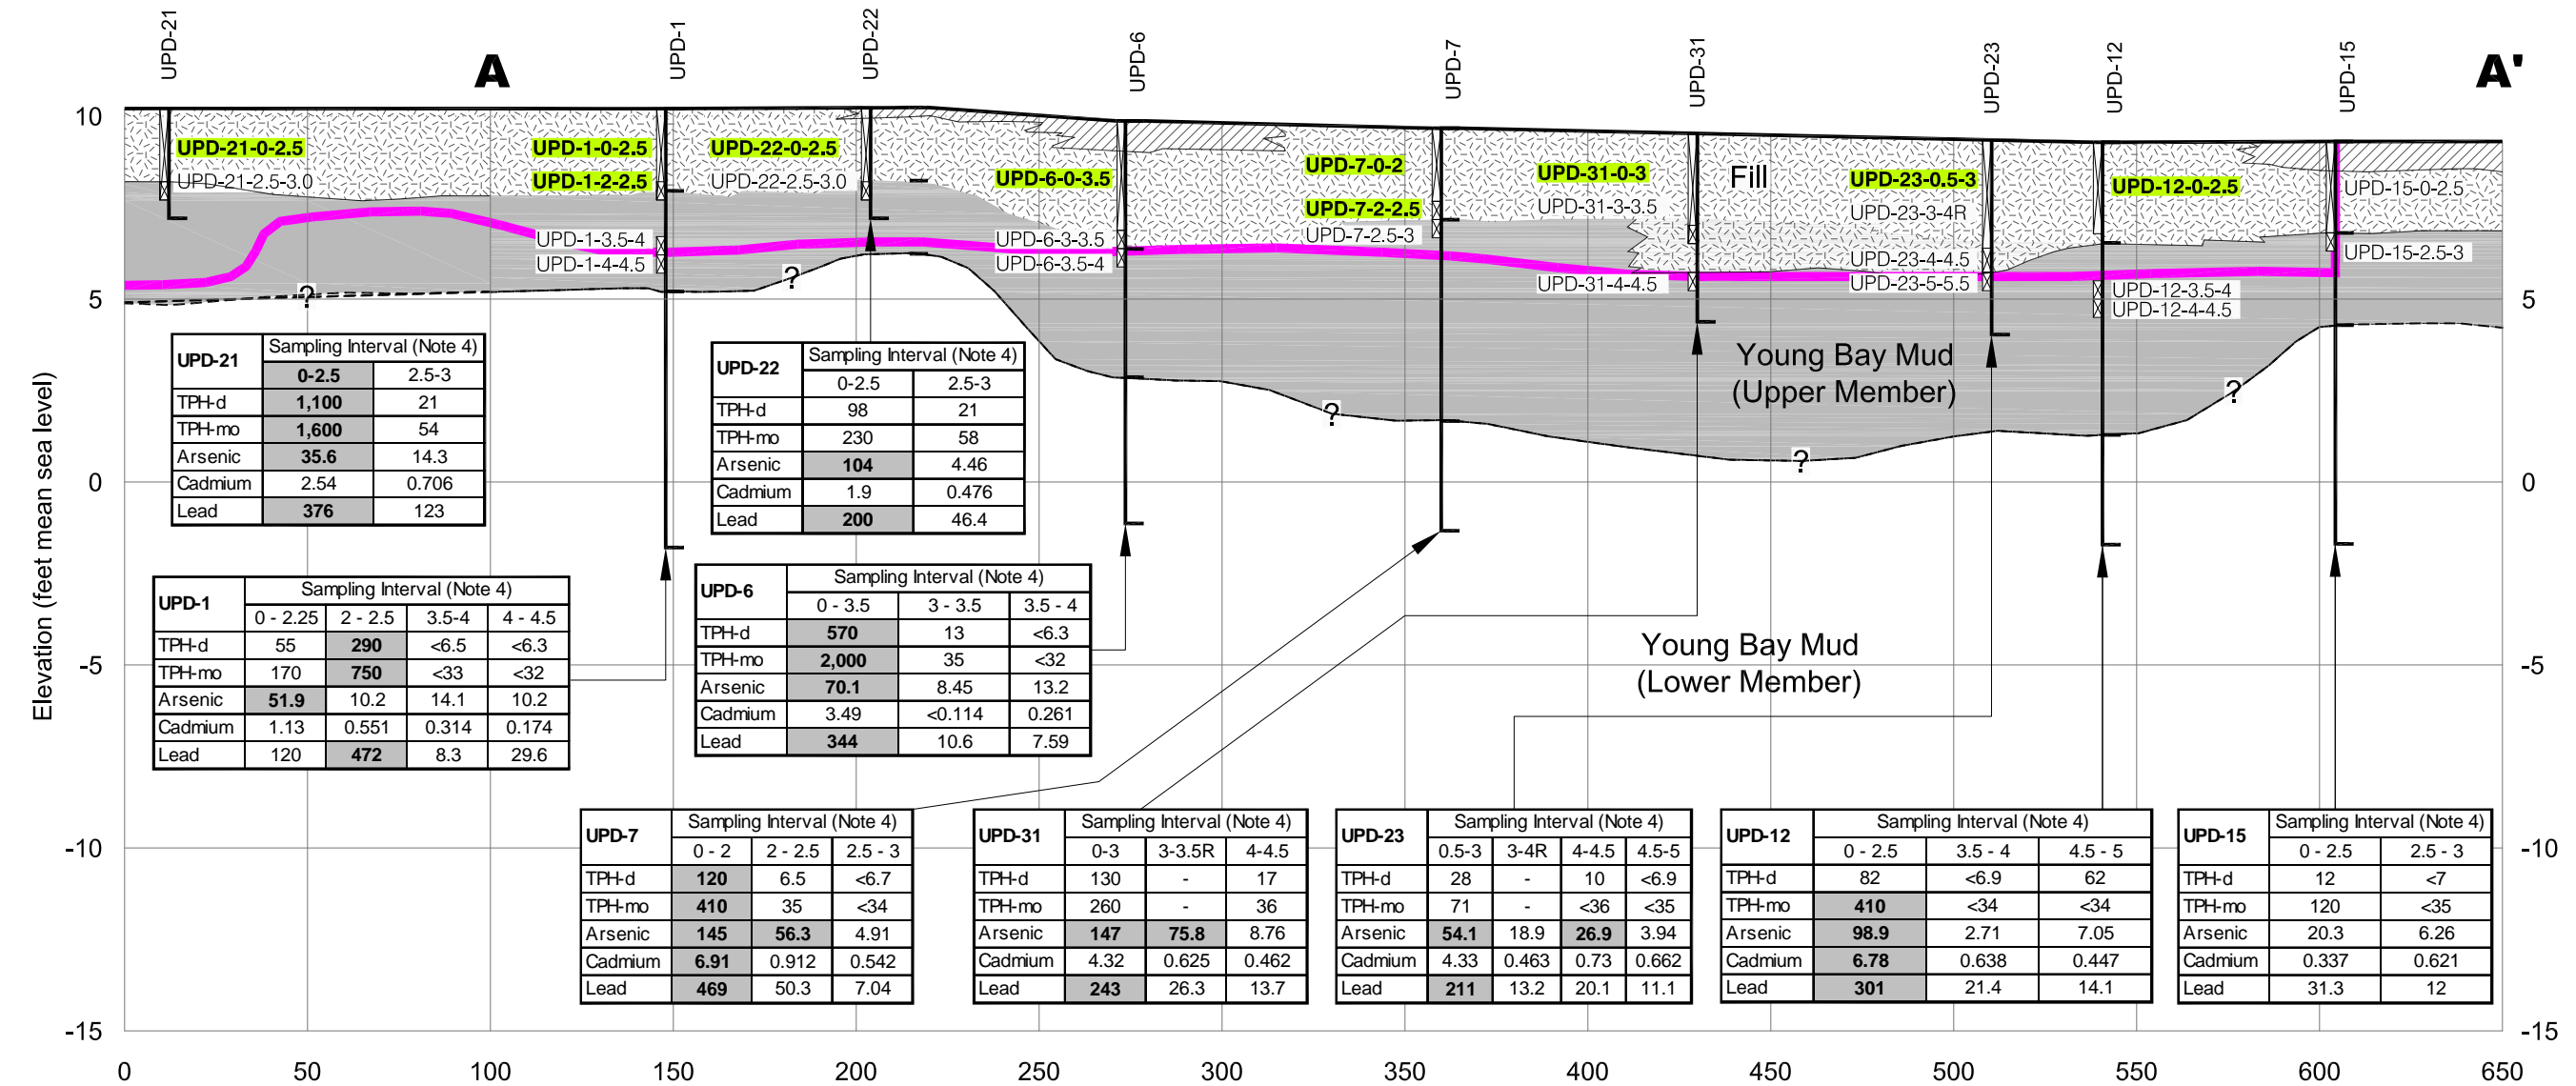 UPD-21
UPD-1
UPD-22
UPD-6
UPD-7
UPD-31
UPD-23
UPD-12
UPD-15
A
A'
10
5
0
-5
-10
-15
Elevation (feet mean sea level)
UPD-21-0-2.5
UPD-21-2.5-3.0
UPD-1-0-2.5
UPD-1-2-2.5
UPD-1-3.5-4
UPD-1-4-4.5
UPD-22-0-2.5
UPD-22-2.5-3.0
UPD-6-0-3.5
UPD-6-3-3.5
UPD-6-3.5-4
UPD-7-0-2
UPD-7-2-2.5
UPD-7-2.5-3
UPD-31-0-3
UPD-31-3-3.5
UPD-31-4-4.5
Fill
UPD-23-0.5-3
UPD-23-3-4R
UPD-23-4-4.5
UPD-23-5-5.5
UPD-12-0-2.5
UPD-12-3.5-4
UPD-12-4-4.5
UPD-15-0-2.5
UPD-15-2.5-3
5
0
-5
-10
-15
?
?
?
?
?
Young Bay Mud
(Upper Member)
Young Bay Mud
(Lower Member)
UPD-21 Sampling Interval (Note 4)
0-2.5 2.5-3
TPH-d 1,100 21
TPH-mo 1,600 54
Arsenic 35.6 14.3
Cadmium 2.54 0.706
Lead 376 123
UPD-22 Sampling Interval (Note 4)
0-2.5 2.5-3
TPH-d 98 21
TPH-mo 230 58
Arsenic 104 4.46
Cadmium 1.9 0.476
Lead 200 46.4
UPD-1 Sampling Interval (Note 4)
0 - 2.25 2 - 2.5 3.5-4 4 - 4.5
TPH-d 55 290 <6.5 <6.3
TPH-mo 170 750 <33 <32
Arsenic 51.9 10.2 14.1 10.2
Cadmium 1.13 0.551 0.314 0.174
Lead 120 472 8.3 29.6
UPD-6 Sampling Interval (Note 4)
0 - 3.5 3 - 3.5 3.5 - 4
TPH-d 570 13 <6.3
TPH-mo 2,000 35 <32
Arsenic 70.1 8.45 13.2
Cadmium 3.49 <0.114 0.261
Lead 344 10.6 7.59
UPD-7 Sampling Interval (Note 4)
0 - 2 2 - 2.5 2.5 - 3
TPH-d 120 6.5 <6.7
TPH-mo 410 35 <34
Arsenic 145 56.3 4.91
Cadmium 6.91 0.912 0.542
Lead 469 50.3 7.04
UPD-31 Sampling Interval (Note 4)
0-3 3-3.5R 4-4.5
TPH-d 130 - 17
TPH-mo 260 - 36
Arsenic 147 75.8 8.76
Cadmium 4.32 0.625 0.462
Lead 243 26.3 13.7
UPD-23 Sampling Interval (Note 4)
0.5-3 3-4R 4-4.5 4.5-5
TPH-d 28 - 10 <6.9
TPH-mo 71 - <36 <35
Arsenic 54.1 18.9 26.9 3.94
Cadmium 4.33 0.463 0.73 0.662
Lead 211 13.2 20.1 11.1
UPD-12 Sampling Interval (Note 4)
0 - 2.5 3.5 - 4 4.5 - 5
TPH-d 82 <6.9 62
TPH-mo 410 <34 <34
Arsenic 98.9 2.71 7.05
Cadmium 6.78 0.638 0.447
Lead 301 21.4 14.1
UPD-15 Sampling Interval (Note 4)
0 - 2.5 2.5 - 3
TPH-d 12 <7
TPH-mo 120 <35
Arsenic 20.3 6.26
Cadmium 0.337 0.621
Lead 31.3 12
0 50 100 150 200 250 300 350 400 450 500 550 600 650